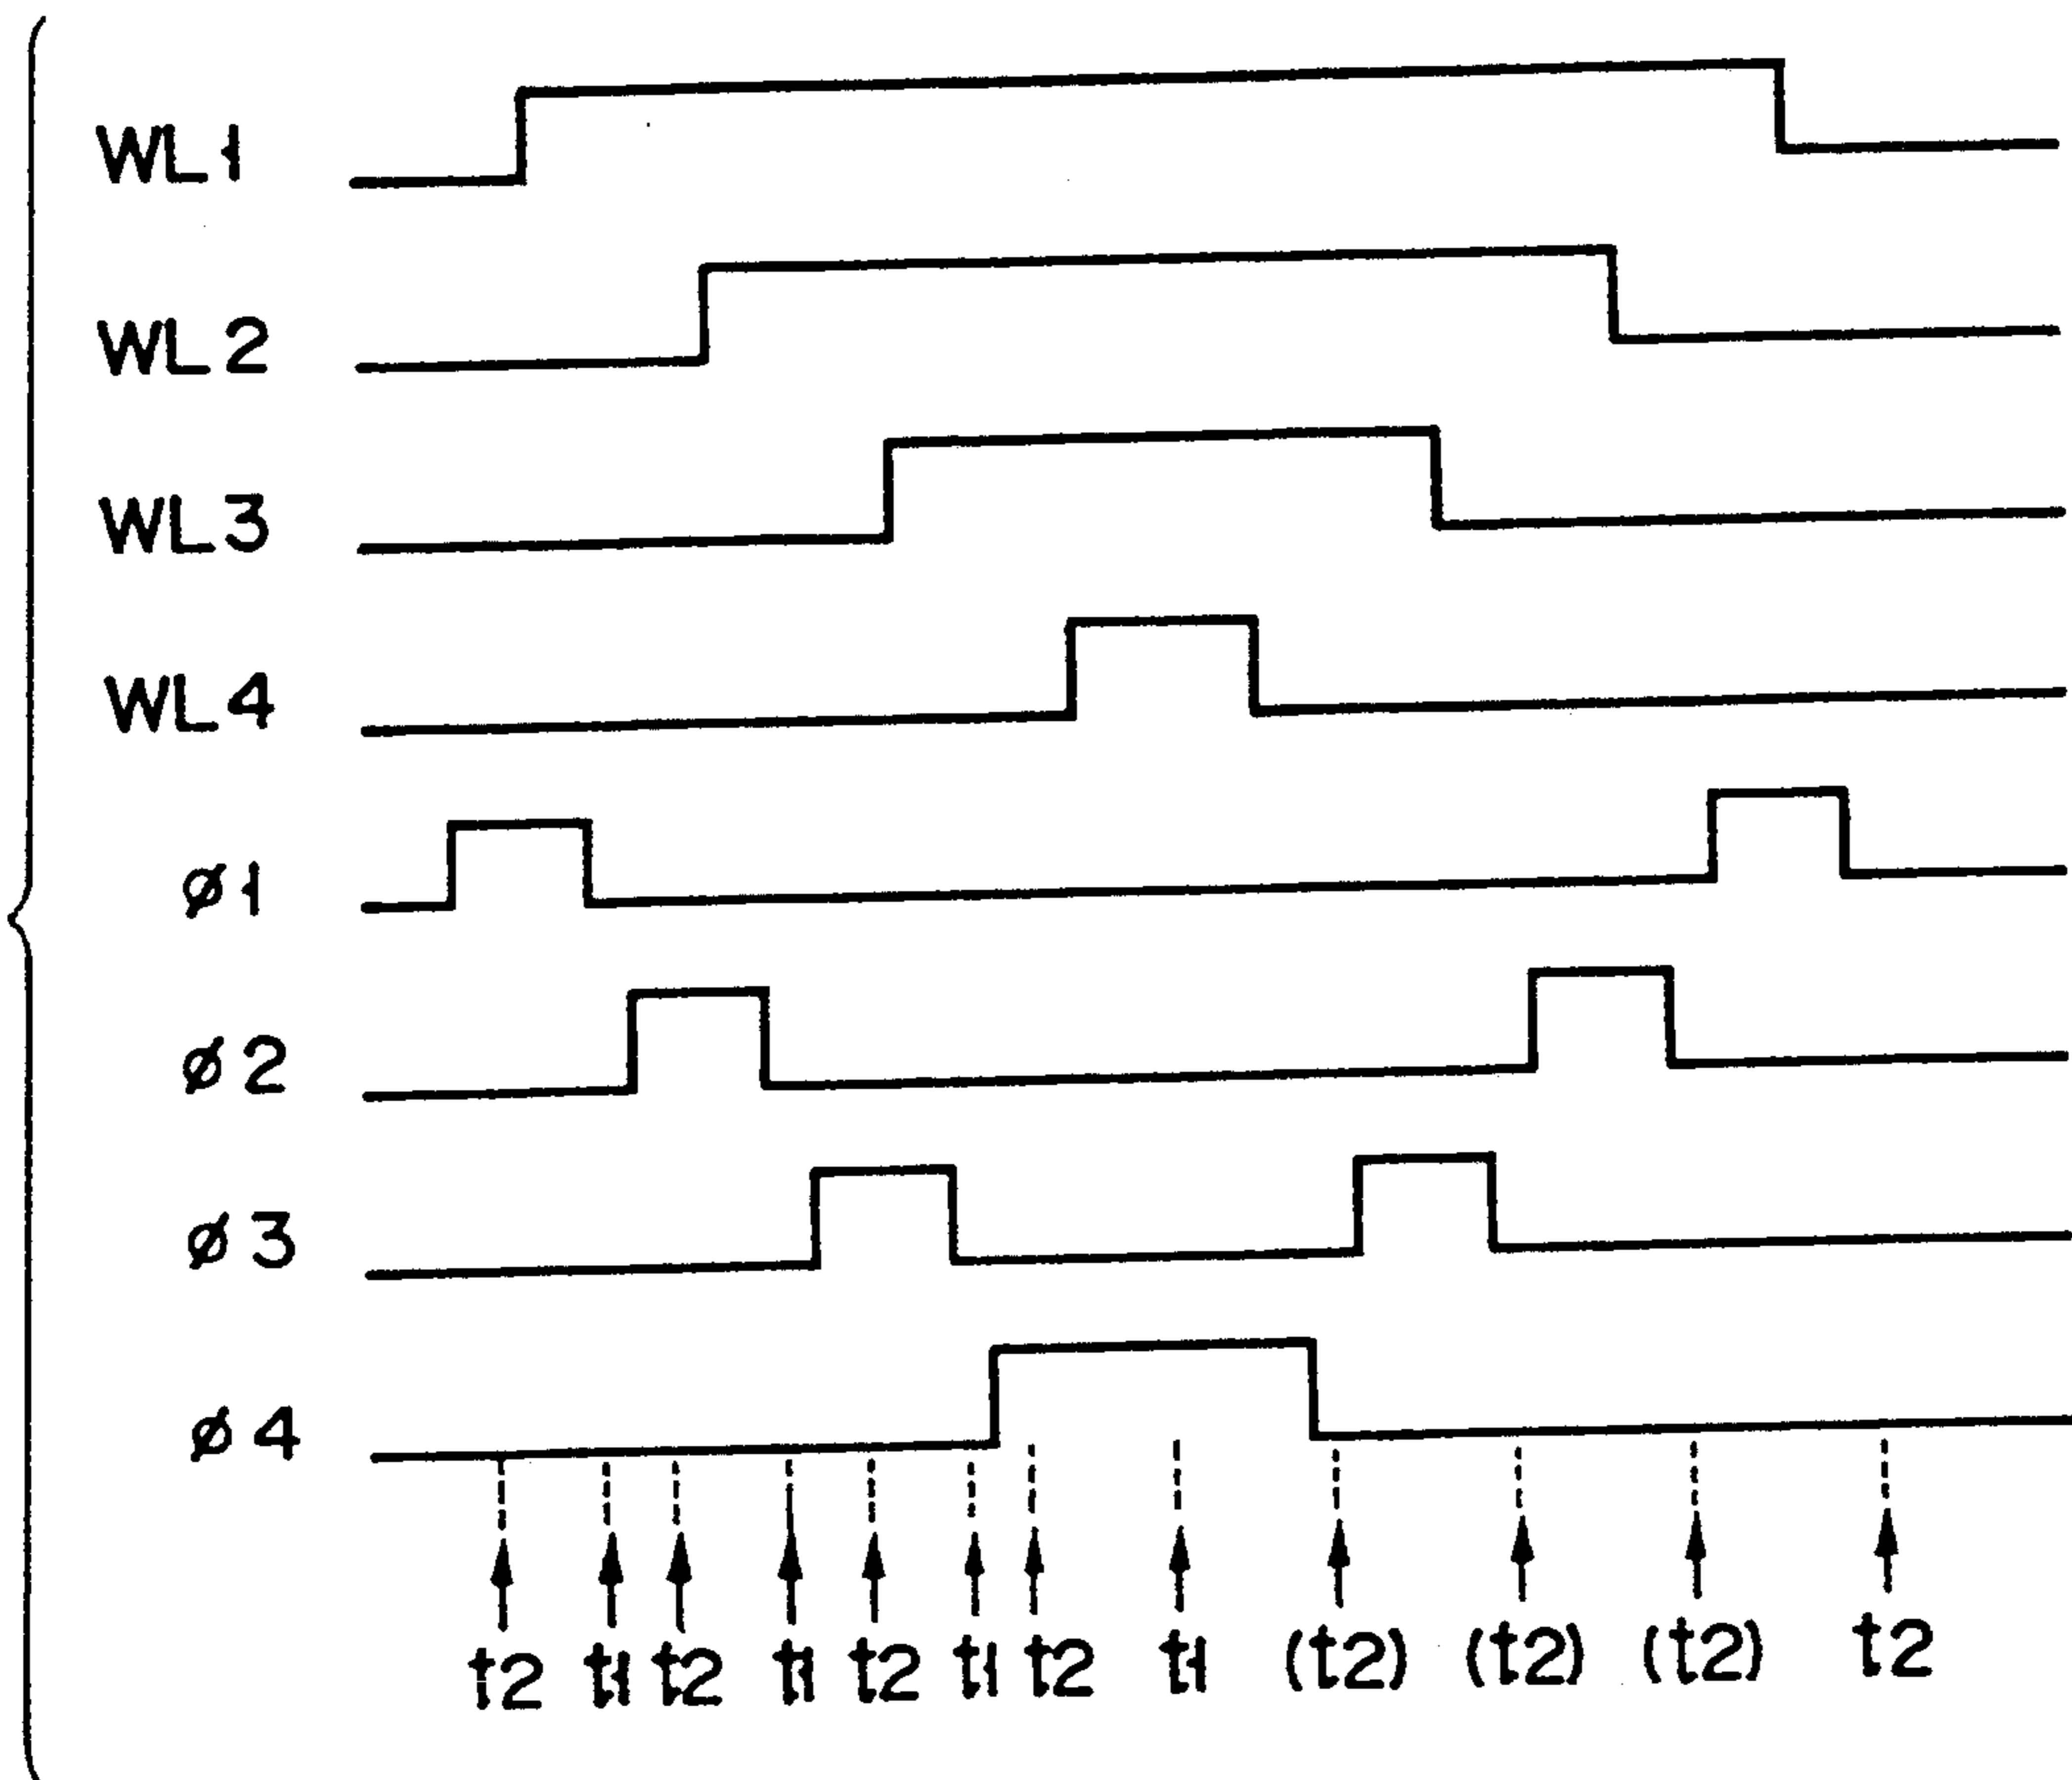 WL1
WL2
WL3
WL4
ø1
ø2
ø3
ø4
t2 t1 t2 t1 t2 t1 t2 t1 (t2) (t2) (t2) t2